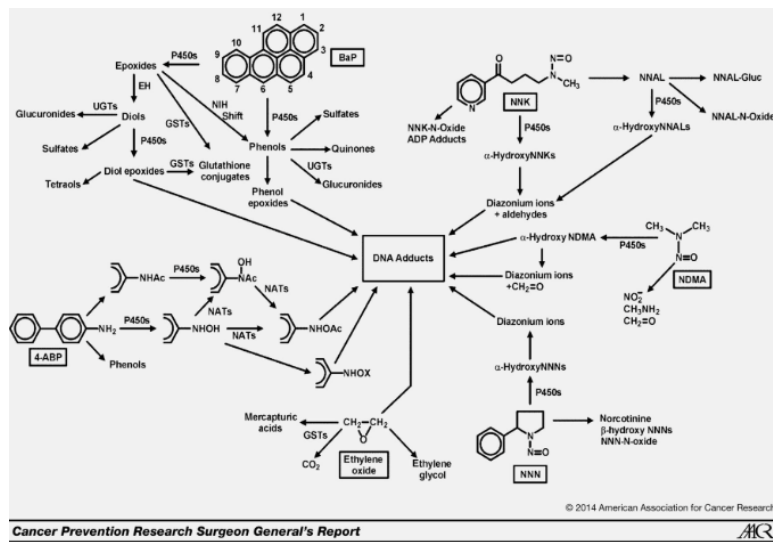 12
1
11
2
10
BaP
3
9
4
8
7
6
5
P450s
Epoxides
EH
UGTs
Glucuronides
Diols
NIH
Shift
GSTs
P450s
Sulfates
Phenols
Quinones
UGTs
Glucuronides
Sulfates
P450s
Diol epoxides
GSTs
Glutathione
conjugates
Tetraols
Phenol
epoxides
N=O
O
N
CH3
N
NNK
NNAL
NNAL-Gluc
P450s
NNAL-N-Oxide
NNK-N-Oxide
ADP Adducts
P450s
α-HydroxyNNALs
α-HydroxyNNKs
Diazonium ions
+ aldehydes
DNA Adducts
α-Hydroxy NDMA
P450s
CH3
CH3
N
N=O
NDMA
Diazonium ions
+CH2=O
NO2−
CH3NH2
CH2=O
NHAc
P450s
OH
NAc
NATs
NATs
NH2
P450s
NHOH
NATs
NHOAc
4-ABP
Phenols
NHOX
Diazonium ions
α-HydroxyNNNs
P450s
N
N=O
NNN
Norcotinine
β-hydroxy NNNs
NNN-N-oxide
Mercapturic
acids
GSTs
CH2
CH2
O
CO2
Ethylene
oxide
Ethylene
glycol
© 2014 American Association for Cancer Research
Cancer Prevention Research Surgeon General's Report
AACR